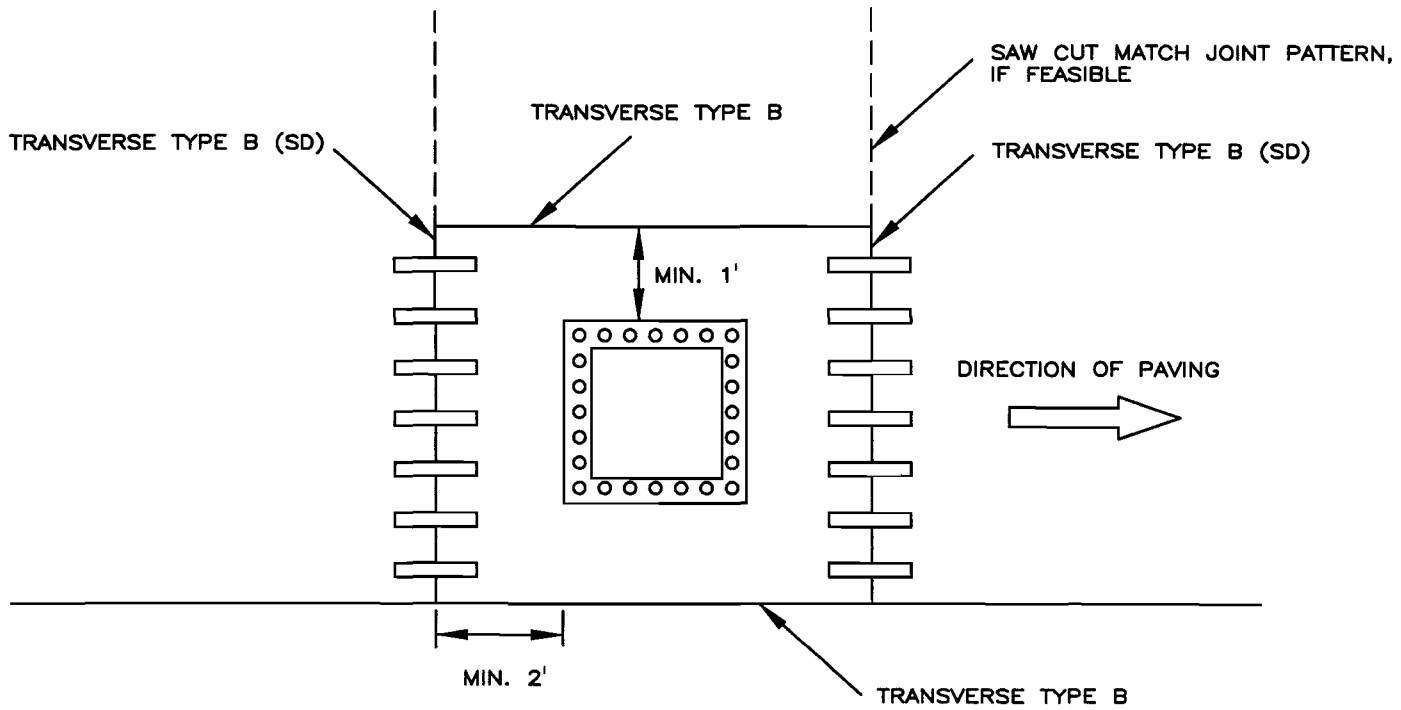 SAW CUT MATCH JOINT PATTERN,
IF FEASIBLE
TRANSVERSE TYPE B
TRANSVERSE TYPE B (SD)
TRANSVERSE TYPE B (SD)
MIN. 1'
DIRECTION OF PAVING
MIN. 2'
TRANSVERSE TYPE B